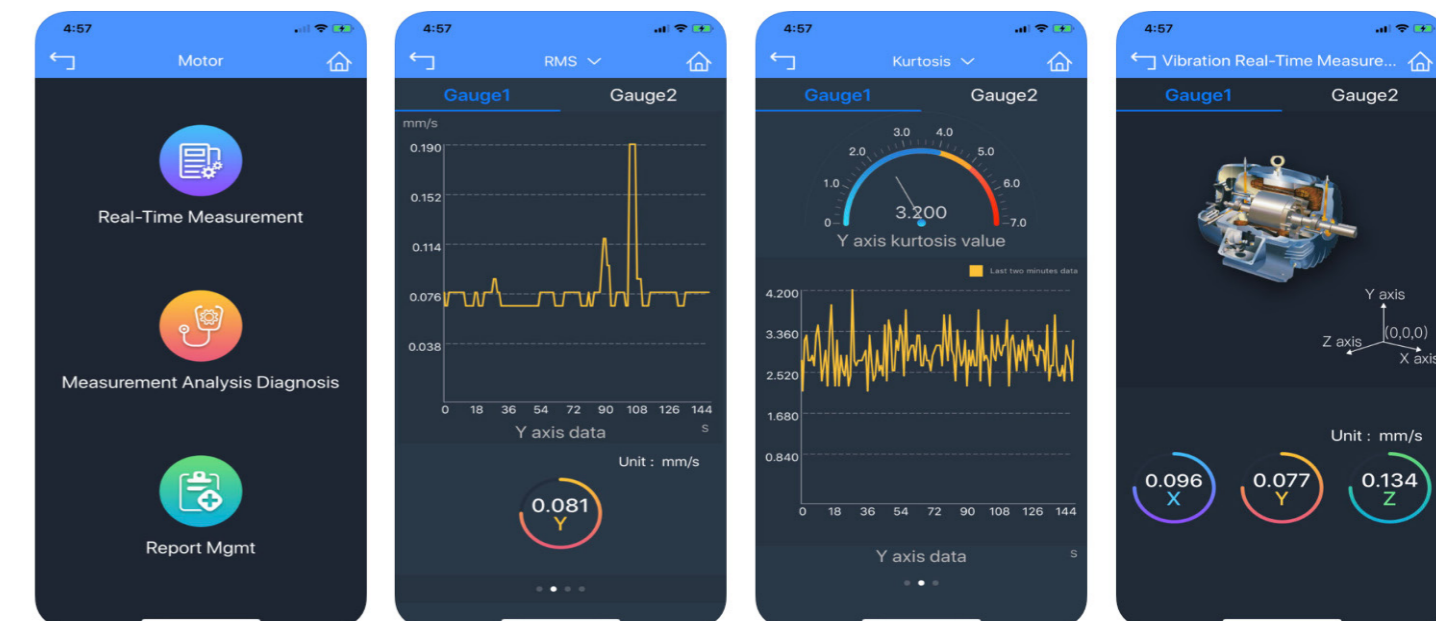 4:57
Motor
Real-Time Measurement
Measurement Analysis Diagnosis
Report Mgmt
4:57
RMS
Gauge1 Gauge2
mm/s
0.190
0.152
0.114
0.076
0.038
0 18 36 54 72 90 108 126 144
Y axis data s
Unit : mm/s
0.081
Y
4:57
Kurtosis
Gauge1 Gauge2
3.0 4.0
2.0 5.0
1.0 6.0
0 7.0
3.200
Y axis kurtosis value
Last two minutes data
4.200
3.360
2.520
1.680
0.840
0 18 36 54 72 90 108 126 144
Y axis data s
4:57
Vibration Real-Time Measure...
Gauge1 Gauge2
Y axis
(0,0,0)
Z axis
X axis
Unit : mm/s
0.096 0.077 0.134
X Y Z